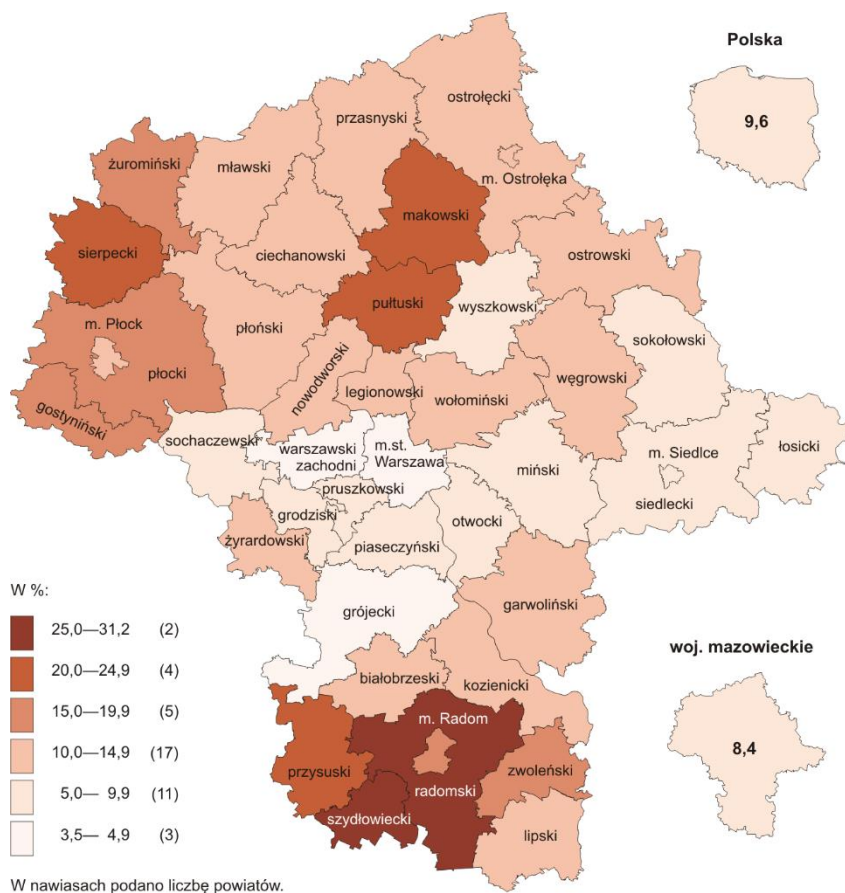 Polska
9,6
ostrołęcki
przasnyski
żuromiński
mławski
m. Ostrołęka
makowski
sierpecki
ciechanowski
ostrowski
pułtuski
wyszkowski
m. Płock
płoński
sokołowski
płocki
nowodworski
legionowski
wołomiński
węgrowski
gostyniński
sochaczewski
warszawski
zachodni
m.st.
Warszawa
miński
m. Siedlce
łosicki
pruszkowski
siedlecki
grodziski
otwocki
żyrardowski
piaseczyński
W %:
grójecki
garwoliński
25,0—31,2 (2)
20,0—24,9 (4)
15,0—19,9 (5)
10,0—14,9 (17)
5,0— 9,9 (11)
3,5— 4,9 (3)
woj. mazowieckie
8,4
białobrzeski
kozienicki
m. Radom
przysuski
zwoleński
radomski
szydłowiecki
lipski
W nawiasach podano liczbę powiatów.